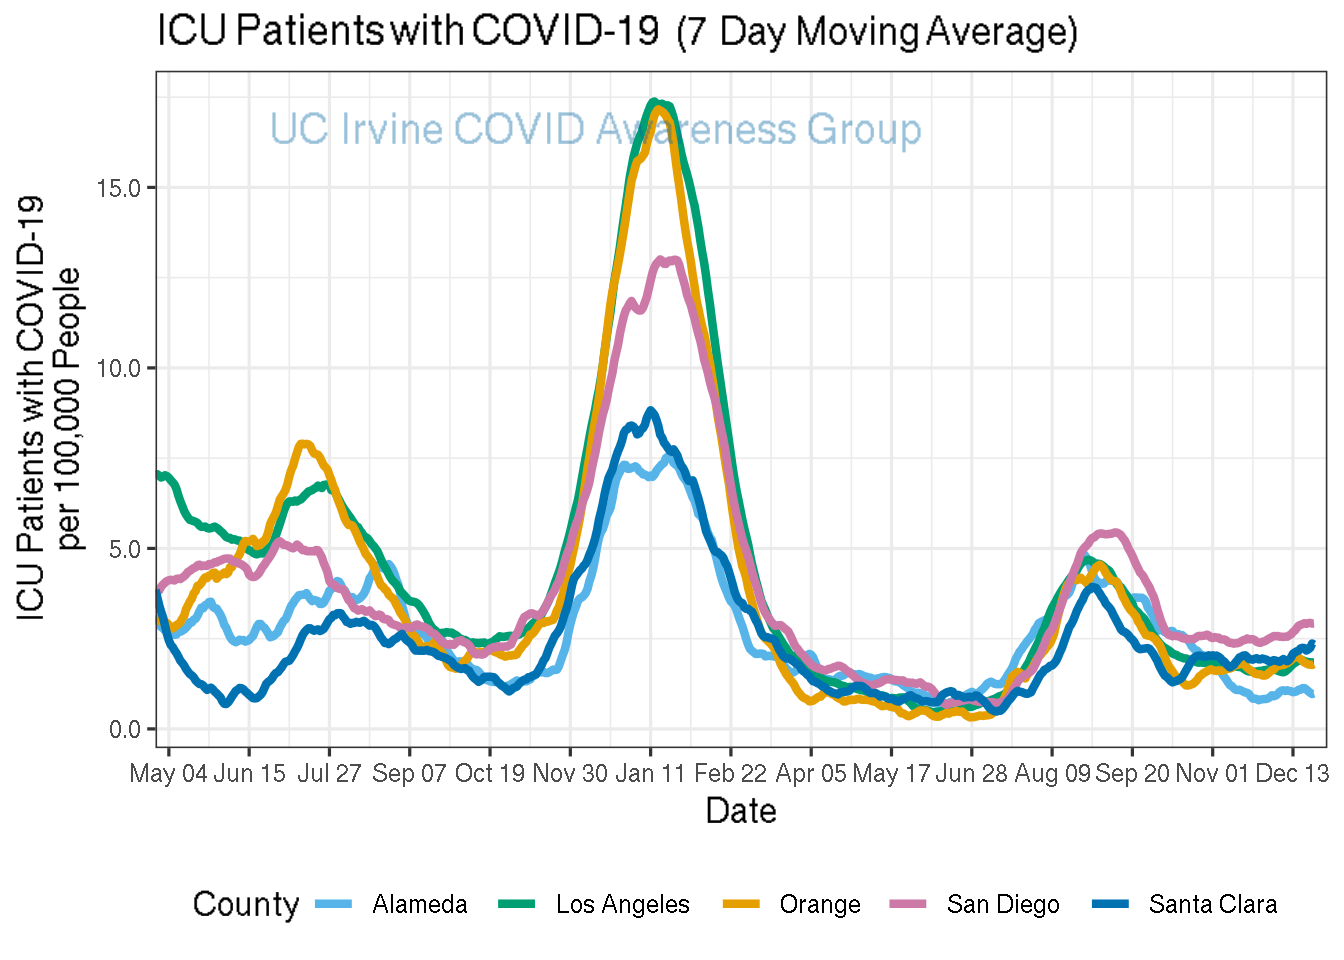 ICU Patients with COVID-19 (7 Day Moving Average)
UC Irvine COVID Awareness Group
ICU Patients with COVID-19
per 100,000 People
15.0
10.0
5.0
0.0
May 04 Jun 15 Jul 27 Sep 07 Oct 19 Nov 30 Jan 11 Feb 22 Apr 05 May 17 Jun 28 Aug 09 Sep 20 Nov 01 Dec 13
Date
County Alameda Los Angeles Orange San Diego Santa Clara